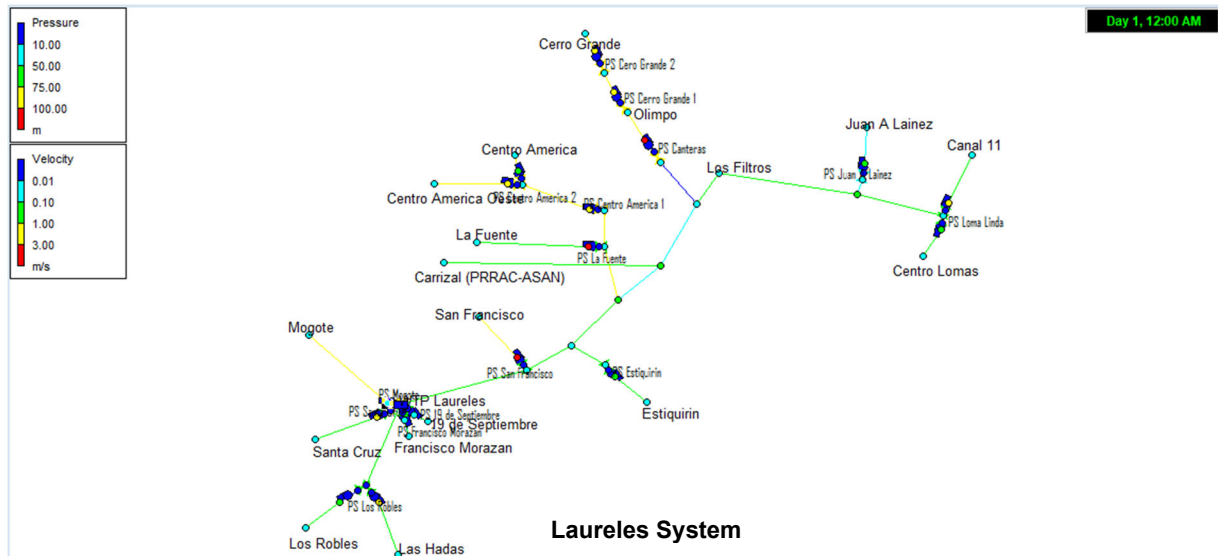 Pressure
10.00
50.00
75.00
100.00
m
Velocity
0.01
0.10
1.00
3.00
m/s
Day 1, 12:00 AM
Cerro Grande
PS Cero Grande 2
PS Cerro Grande 1
Olimpo
PS Canteras
Juan A Lainez
PS Juan Lainez
Canal 11
Los Filtros
PS Loma Linda
Centro Lomas
Centro America
Centro America Oeste
PS Centro America 2
PS Centro America 1
La Fuente
PS La Fuente
Carrizal (PRRAC-ASAN)
San Francisco
PS San Francisco
PS Estiquirin
Estiquirin
Mogote
PS Mogote
TP Laureles
PS 19 de Septiembre
19 de Septiembre
PS Francisco Morazan
Francisco Morazan
Santa Cruz
PS Los Robles
Los Robles
Las Hadas
Laureles System